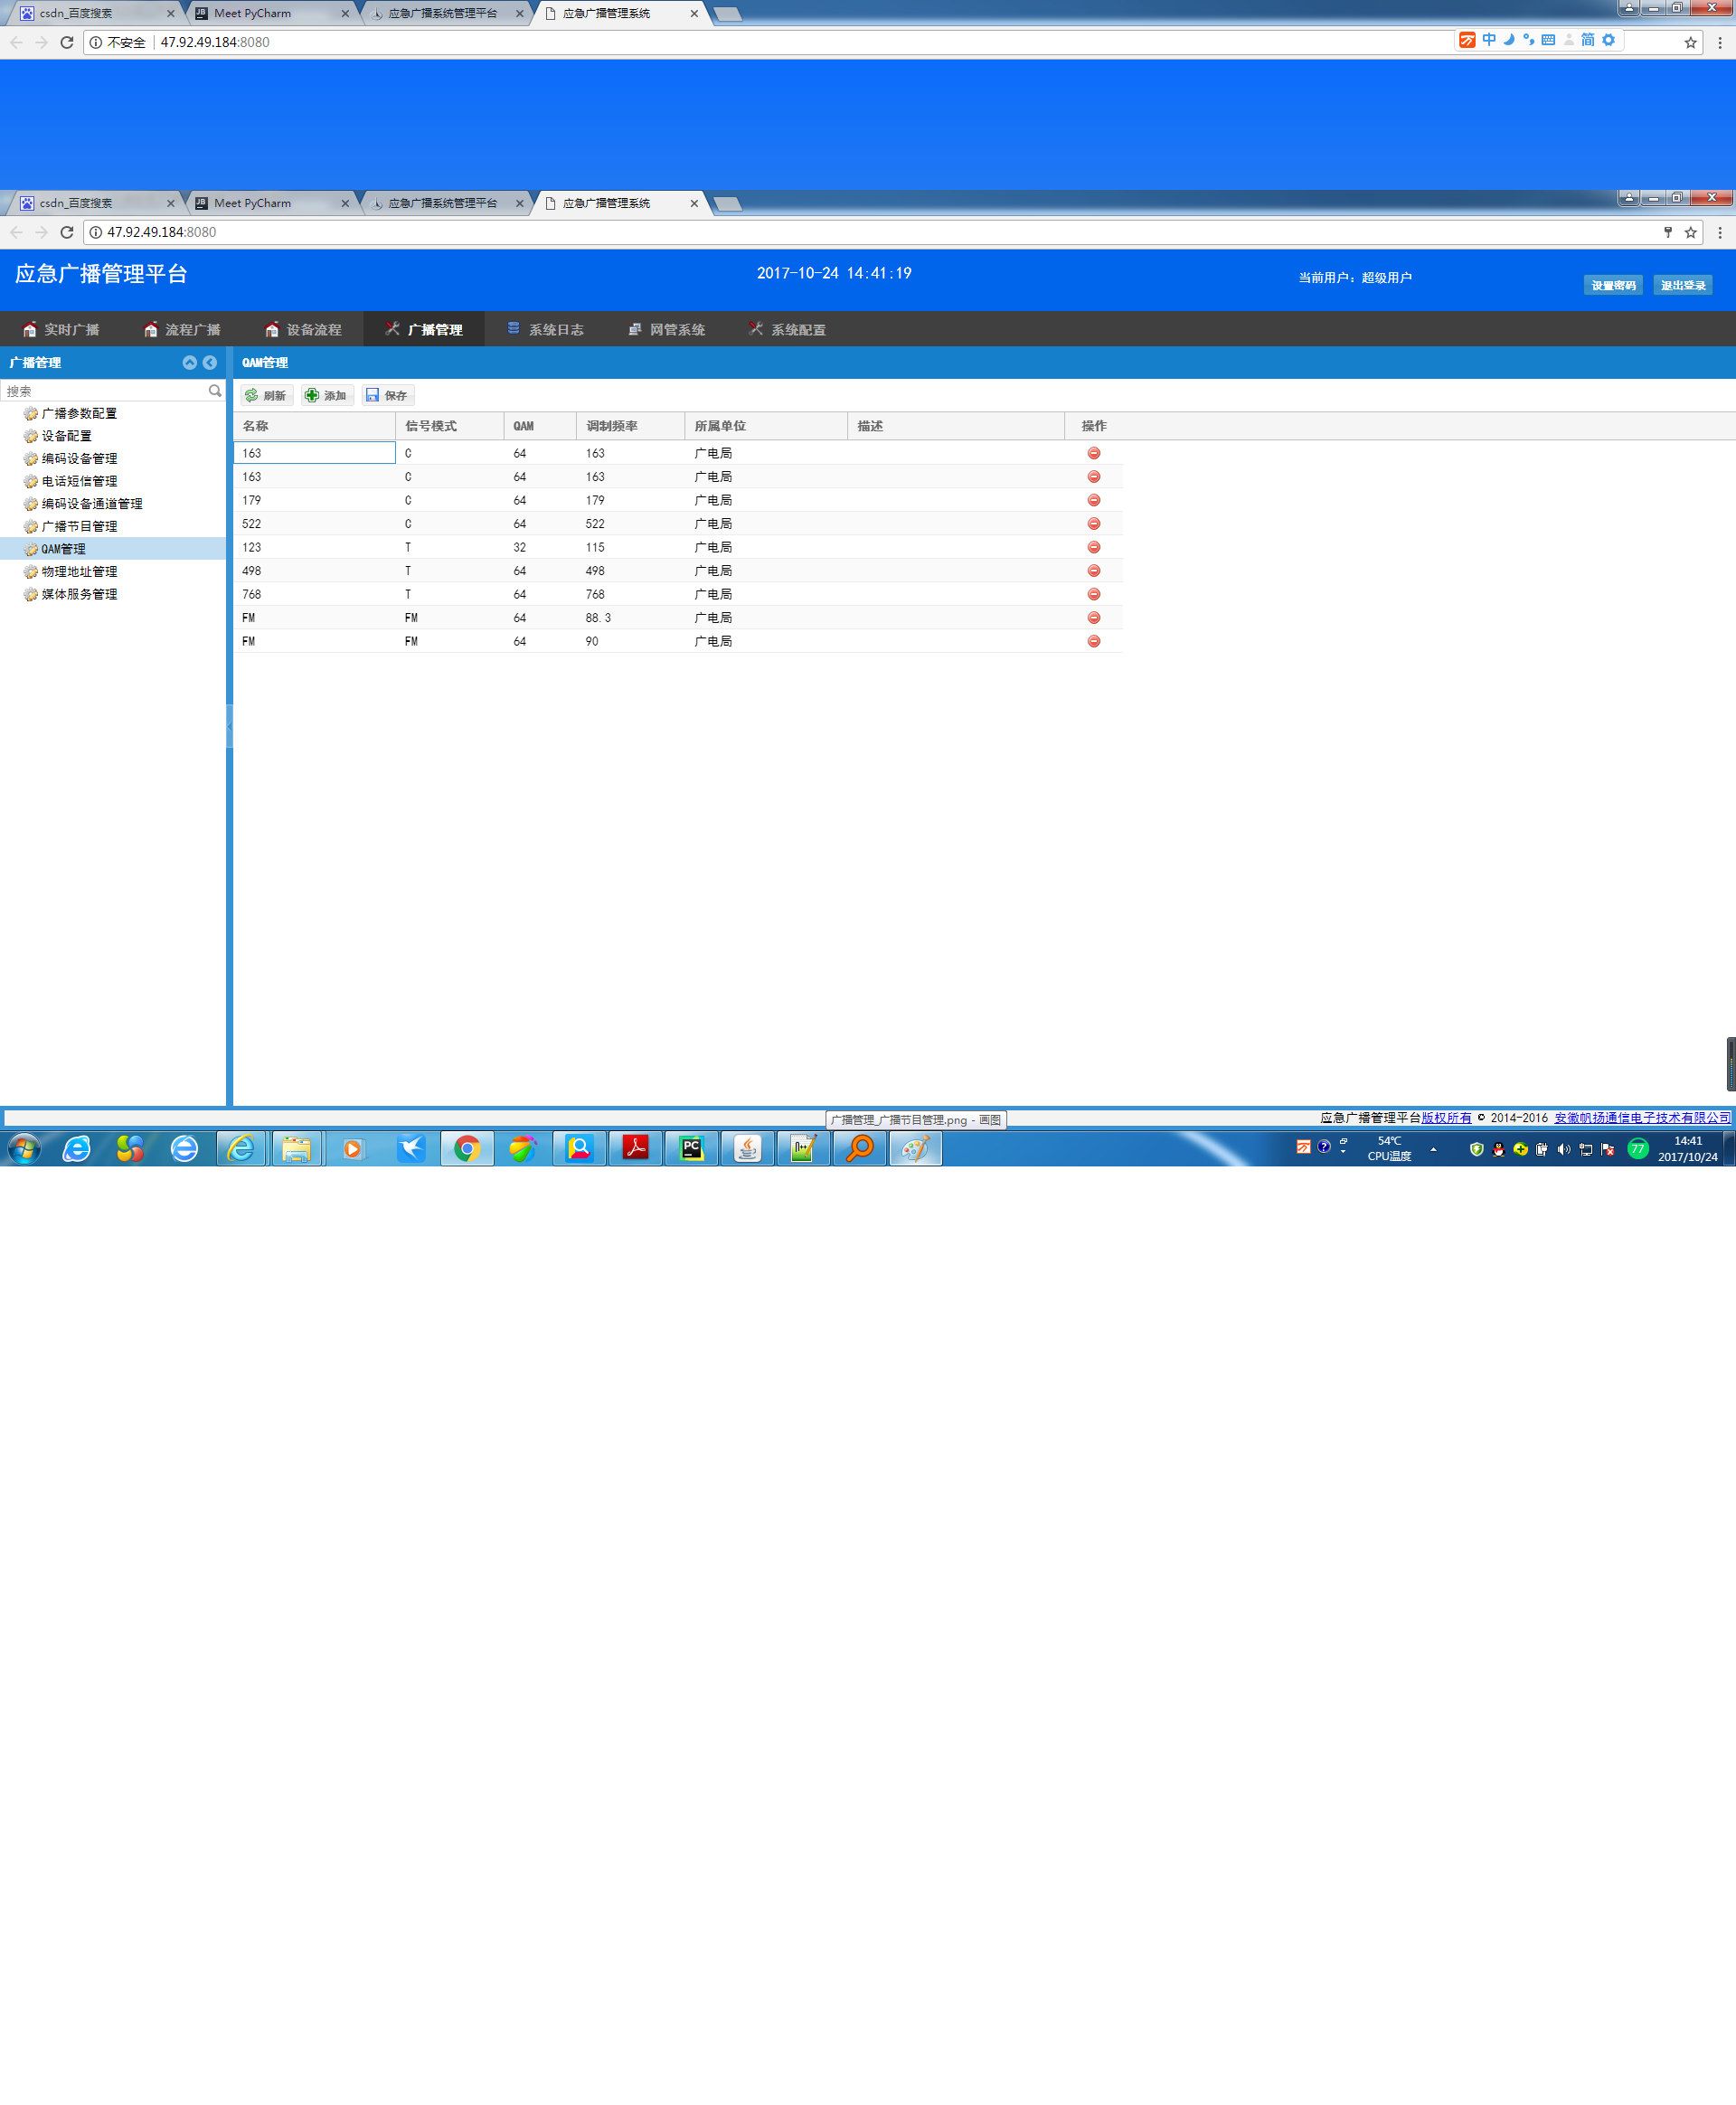 csdn_百度搜索 Meet PyCharm 应急广播系统管理平台 应急广播管理系统
不安全 47.92.49.184:8080 中 简
csdn_百度搜索 Meet PyCharm 应急广播系统管理平台 应急广播管理系统
47.92.49.184:8080
应急广播管理平台 2017-10-24 14:41:19 当前用户: 超级用户 设置密码 退出登录
实时广播 流程广播 设备流程 广播管理 系统日志 网管系统 系统配置
广播管理 QAM管理
搜索 刷新 添加 保存
广播参数配置
设备配置
编码设备管理
电话短信管理
编码设备通道管理
广播节目管理
QAM管理
物理地址管理
媒体服务管理
名称 信号模式 QAM 调制频率 所属单位 描述 操作
163 C 64 163 广电局
163 C 64 163 广电局
179 C 64 179 广电局
522 C 64 522 广电局
123 T 32 115 广电局
498 T 64 498 广电局
768 T 64 768 广电局
FM FM 64 88.3 广电局
FM FM 64 90 广电局
广播管理_广播节目管理.png - 画图 应急广播管理平台版权所有 © 2014-2016 安徽帆扬通信电子技术有限公司
54℃
CPU温度
77
14:41
2017/10/24